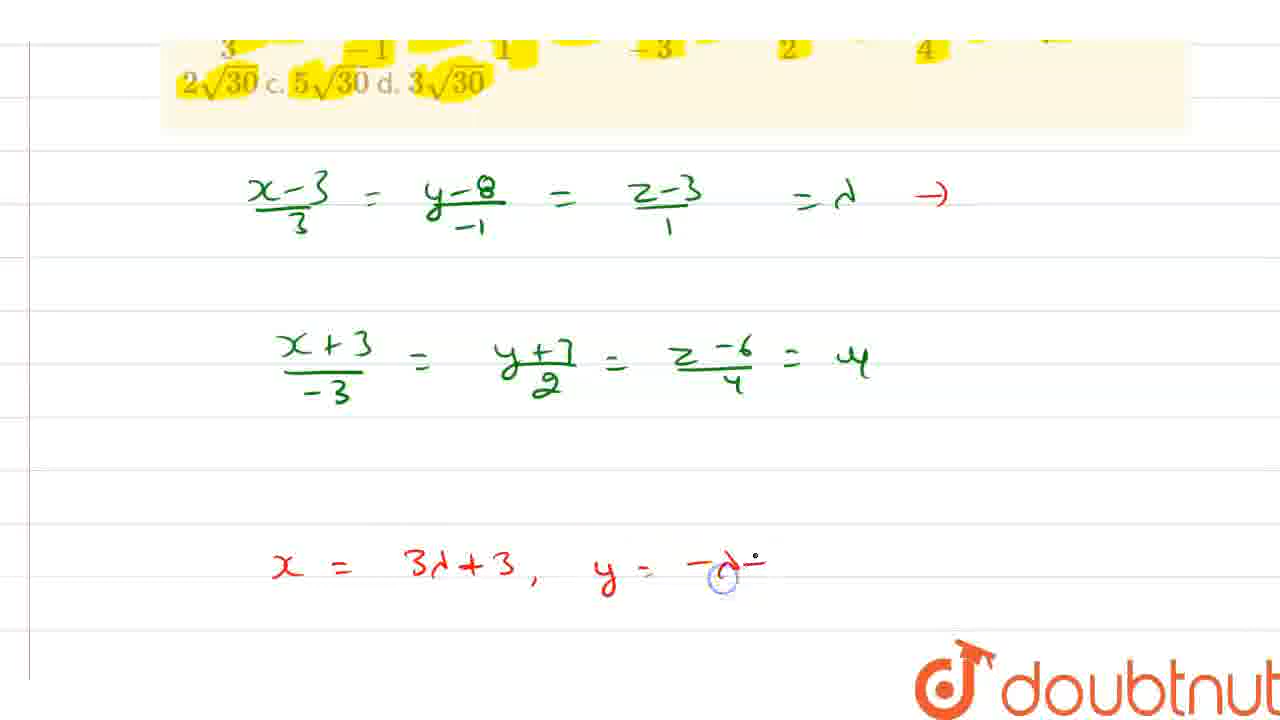 3 −1 1 −3 2 4
2√30 c. 5√30 d. 3√30
x−3/3 = y−8/−1 = z−3/1 = λ →
x+3/−3 = y+7/2 = z−6/4 = μ
x = 3λ+3, y = −λ−
doubtnut